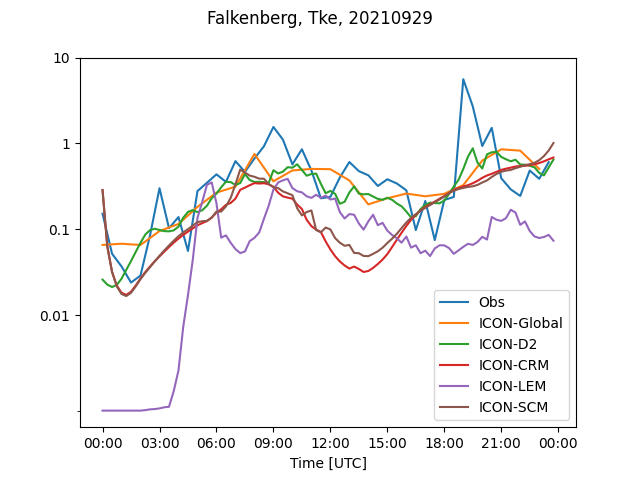 Falkenberg, Tke, 20210929
10
1
0.1
0.01
Obs
ICON-Global
ICON-D2
ICON-CRM
ICON-LEM
ICON-SCM
00:00 03:00 06:00 09:00 12:00 15:00 18:00 21:00 00:00
Time [UTC]